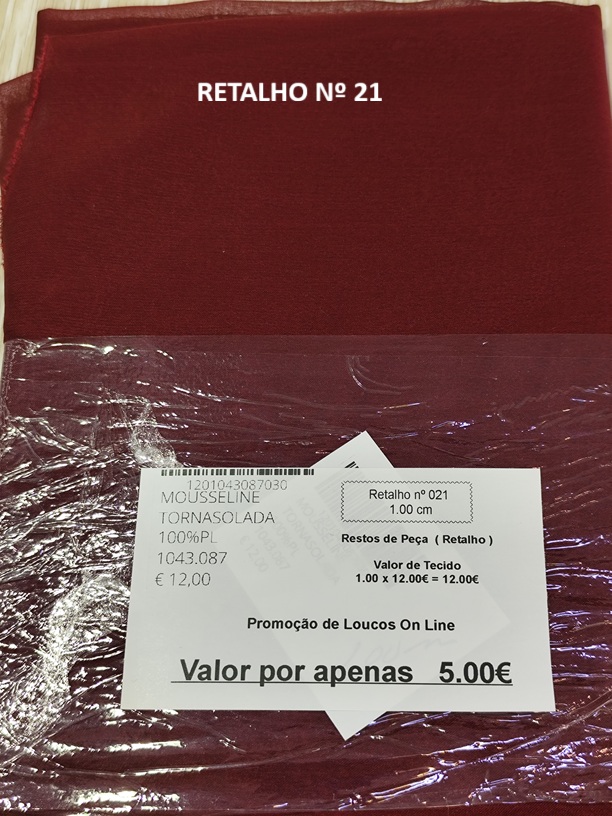 RETALHO Nº 21
1201043087030
MOUSSELINE
TORNASOLADA
100%PL
1043.087
€ 12,00
Retalho nº 021
1.00 cm
Restos de Peça ( Retalho )
Valor de Tecido
1.00 x 12.00€ = 12.00€
Promoção de Loucos On Line
Valor por apenas 5.00€